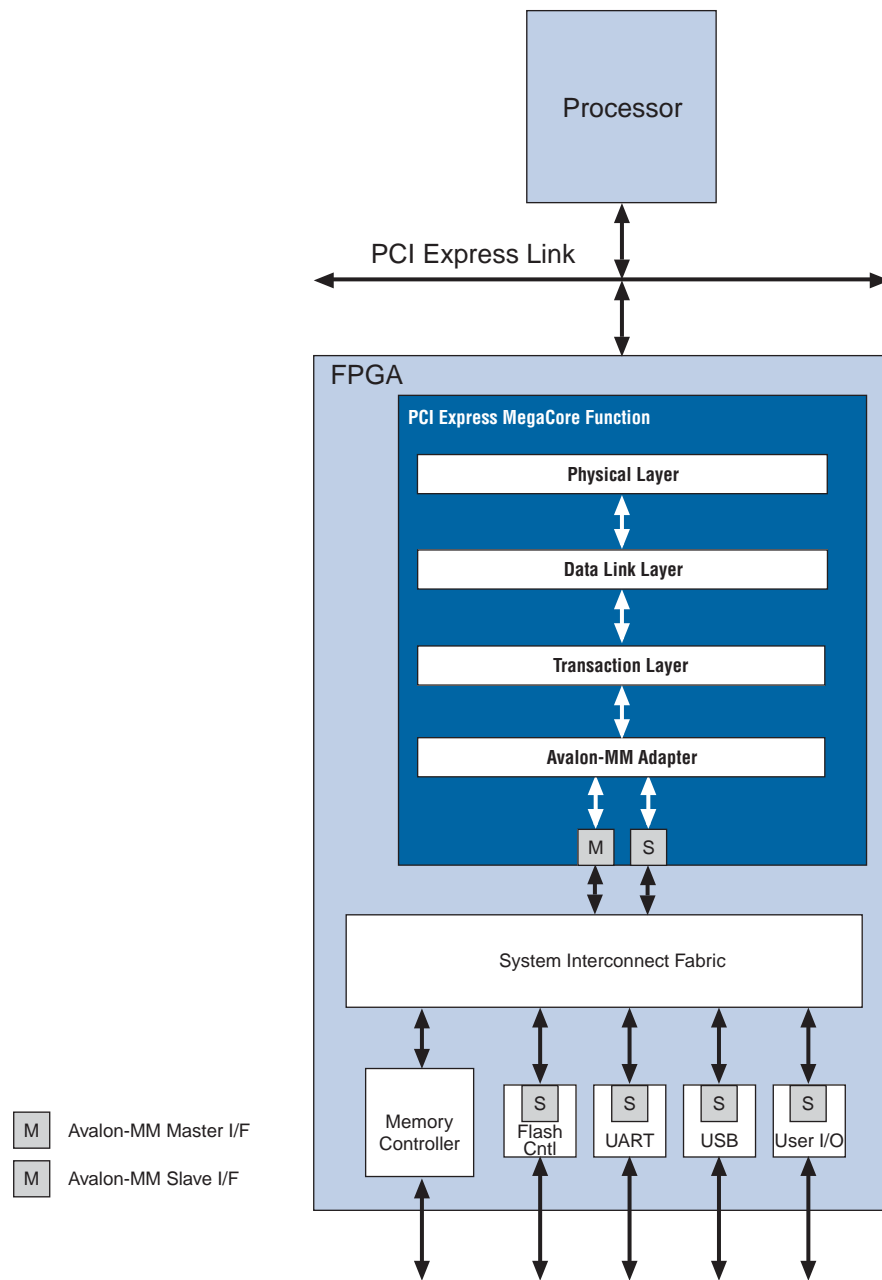 Processor
PCI Express Link
FPGA
PCI Express MegaCore Function
Physical Layer
Data Link Layer
Transaction Layer
Avalon-MM Adapter
M S
System Interconnect Fabric
Memory
Controller
S
Flash
Cntl
S
UART
S
USB
S
User I/O
M Avalon-MM Master I/F
M Avalon-MM Slave I/F